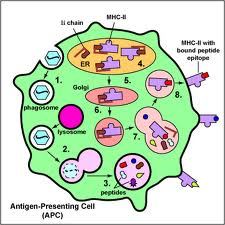 Ii chain
MHC-II
MHC-II with
bound peptide
epitope
ER
4.
1.
5.
8.
Golgi
phagosome
6.
lysosome
7.
2.
3.
peptides
Antigen-Presenting Cell
(APC)